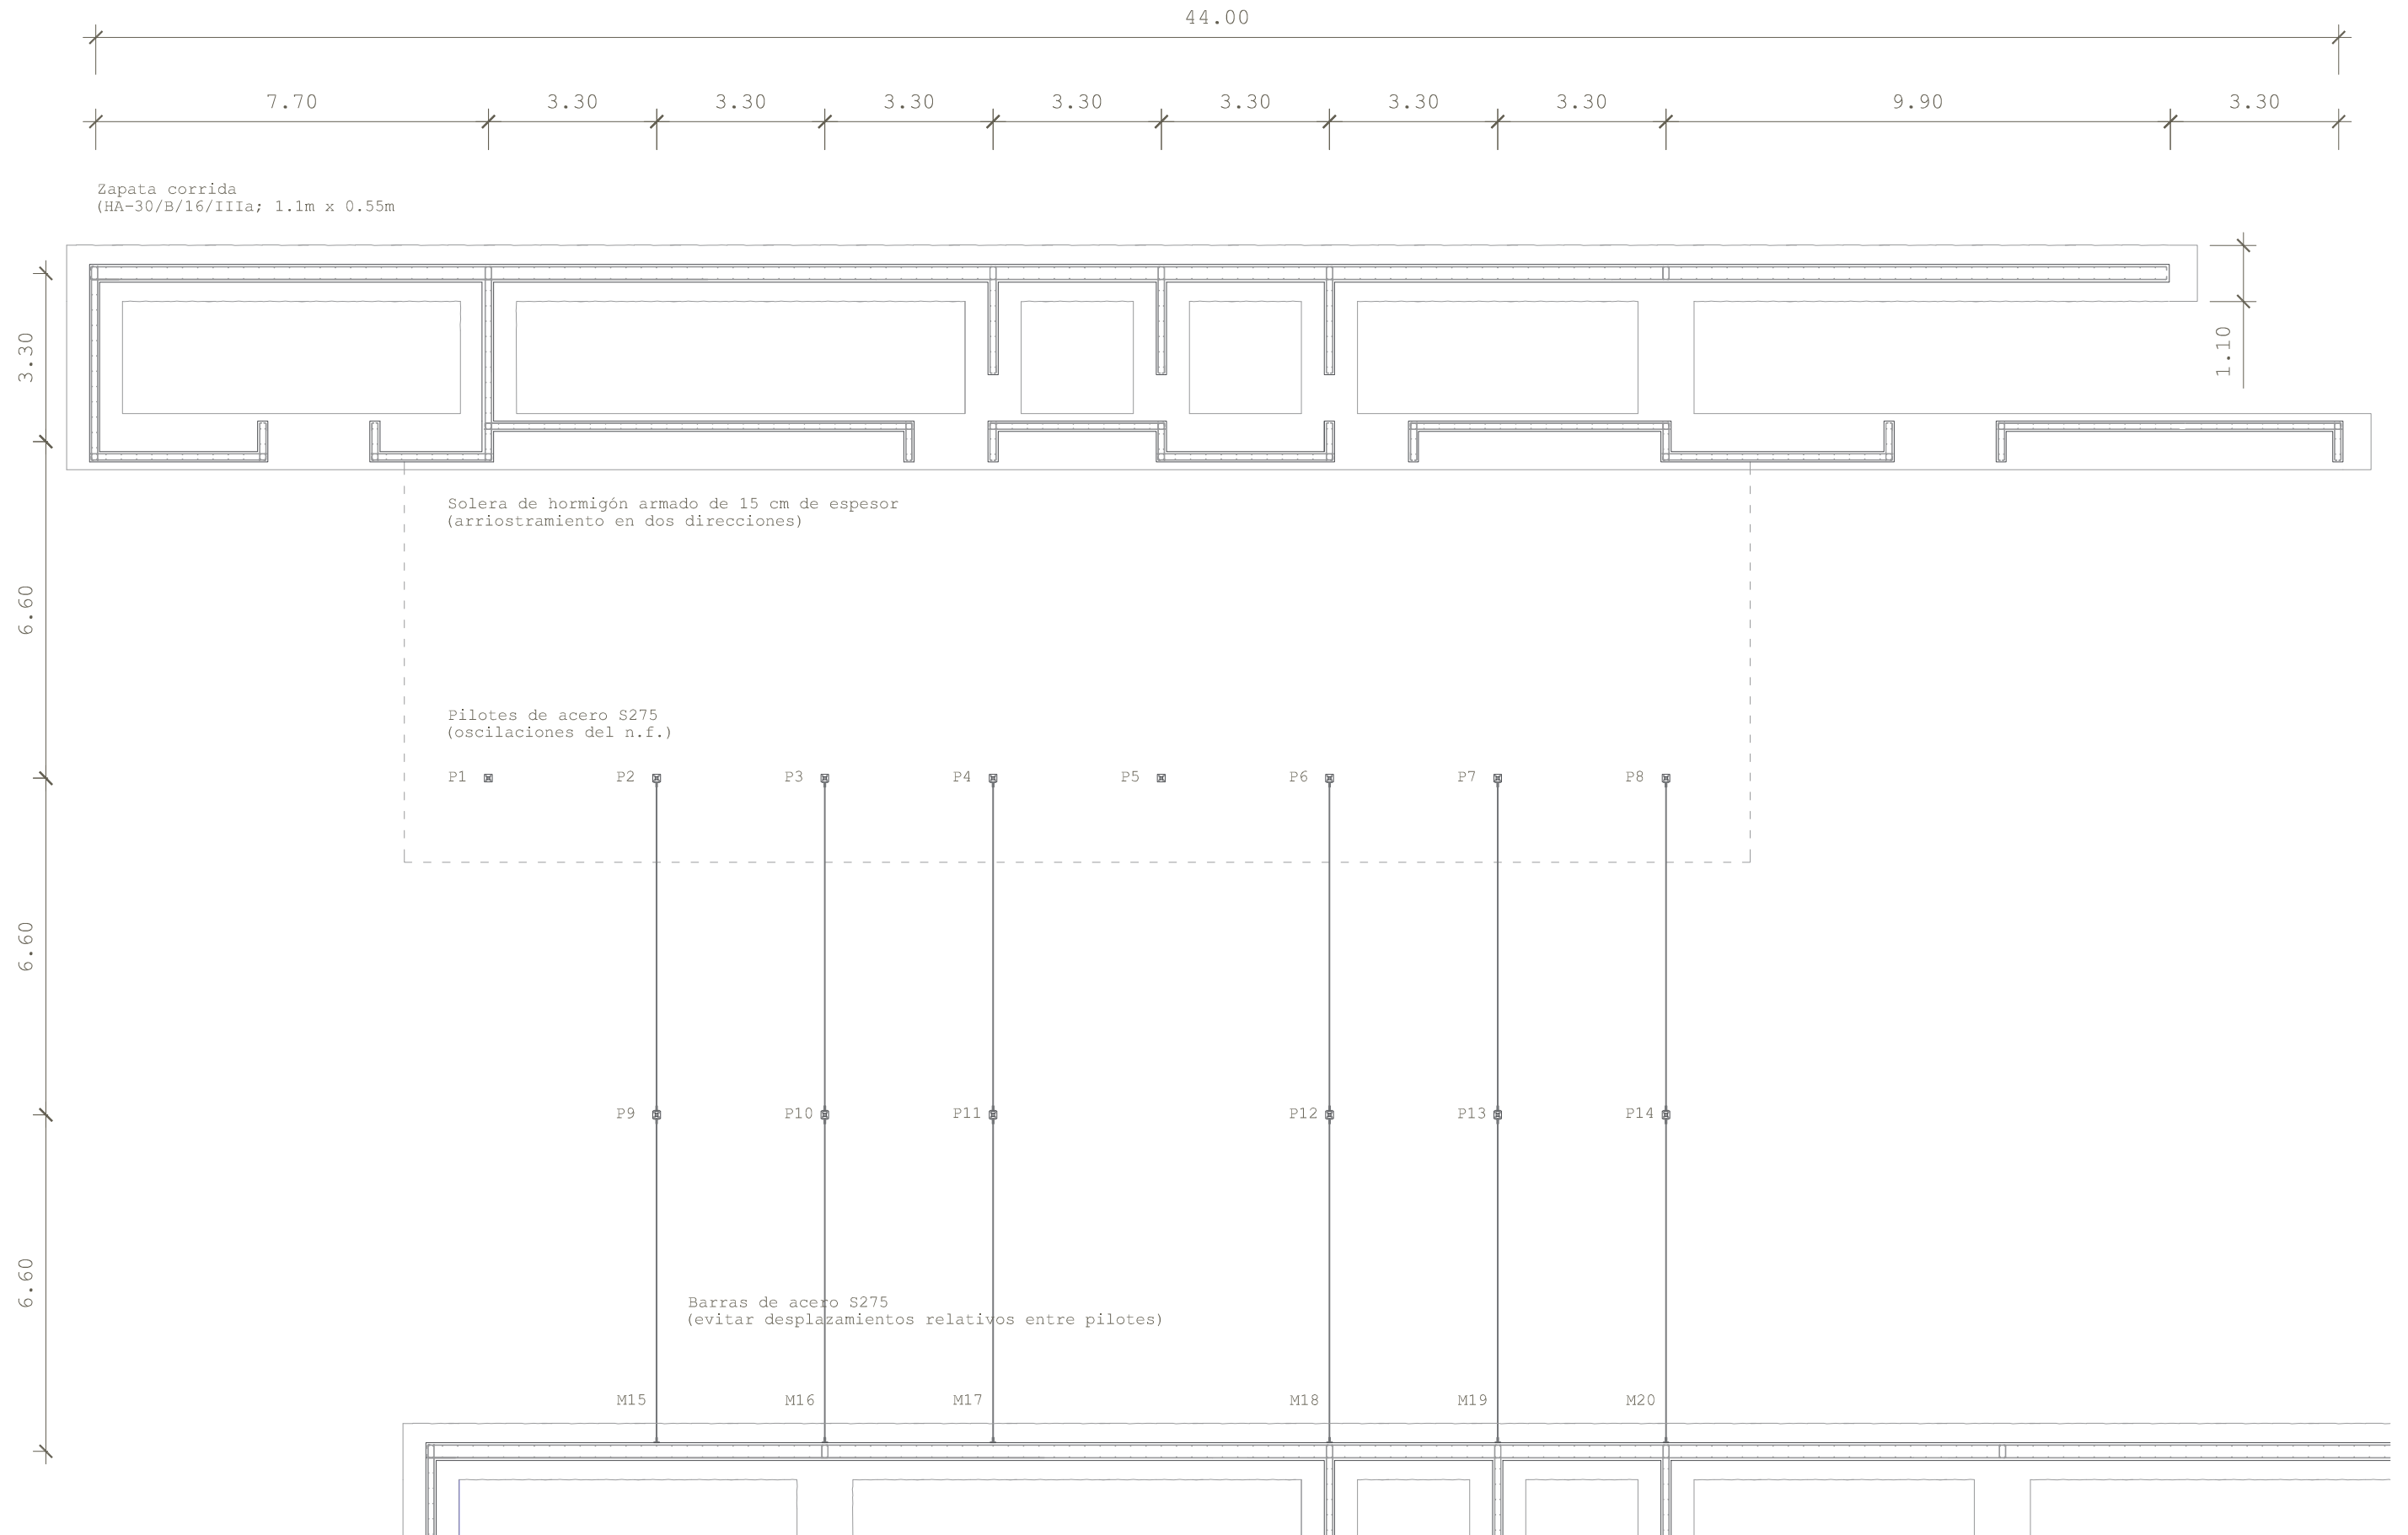 44.00
7.70 3.30 3.30 3.30 3.30 3.30 3.30 3.30 9.90 3.30
Zapata corrida
(HA-30/B/16/IIIa; 1.1m x 0.55m
3.30
1.10
Solera de hormigón armado de 15 cm de espesor
(arriostramiento en dos direcciones)
6.60
Pilotes de acero S275
(oscilaciones del n.f.)
P1 P2 P3 P4 P5 P6 P7 P8
6.60
P9 P10 P11 P12 P13 P14
6.60
Barras de acero S275
(evitar desplazamientos relativos entre pilotes)
M15 M16 M17 M18 M19 M20